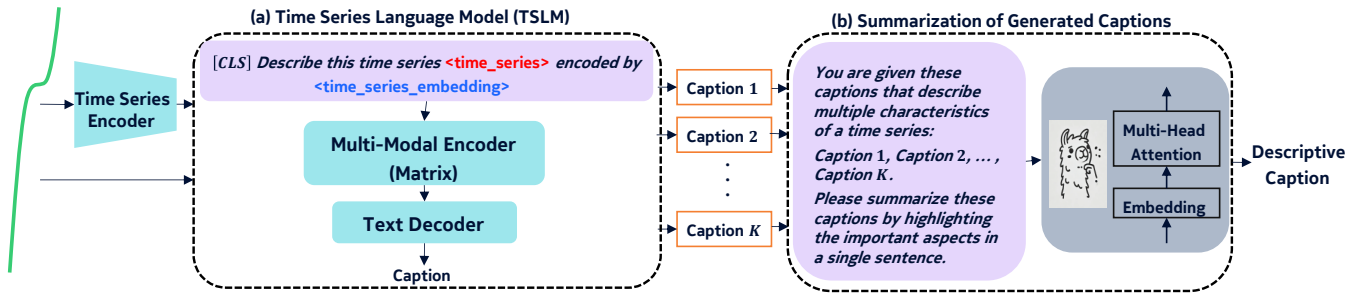 (a) Time Series Language Model (TSLM)
[CLS] Describe this time series <time_series> encoded by
<time_series_embedding>
Time Series
Encoder
Multi-Modal Encoder
(Matrix)
Text Decoder
Caption
Caption 1
Caption 2
Caption K
(b) Summarization of Generated Captions
You are given these
captions that describe
multiple characteristics
of a time series:
Caption 1, Caption 2, ... ,
Caption K.
Please summarize these
captions by highlighting
the important aspects in
a single sentence.
Multi-Head
Attention
Embedding
Descriptive
Caption